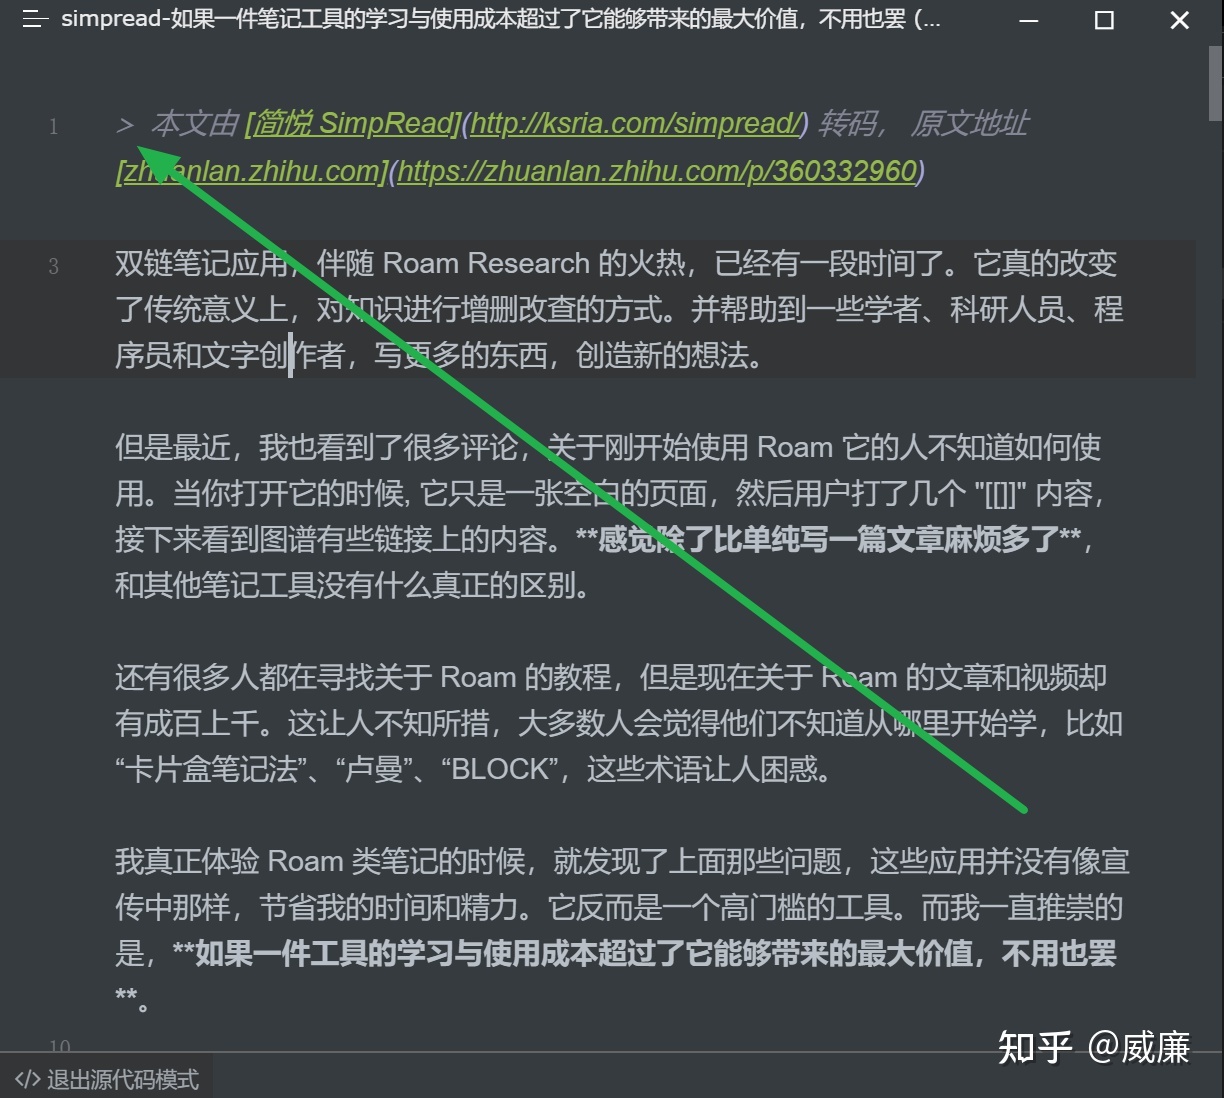 simpread-如果一件笔记工具的学习与使用成本超过了它能够带来的最大价值，不用也罢 (...
1
> 本文由 [简悦 SimpRead](http://ksria.com/simpread/) 转码， 原文地址
[zhuanlan.zhihu.com](https://zhuanlan.zhihu.com/p/360332960)
3
双链笔记应用，伴随 Roam Research 的火热，已经有一段时间了。它真的改变
了传统意义上，对知识进行增删改查的方式。并帮助到一些学者、科研人员、程
序员和文字创作者，写更多的东西，创造新的想法。
但是最近，我也看到了很多评论，关于刚开始使用 Roam 它的人不知道如何使
用。当你打开它的时候, 它只是一张空白的页面，然后用户打了几个 "[[]]" 内容，
接下来看到图谱有些链接上的内容。**感觉除了比单纯写一篇文章麻烦多了**，
和其他笔记工具没有什么真正的区别。
还有很多人都在寻找关于 Roam 的教程，但是现在关于 Roam 的文章和视频却
有成百上千。这让人不知所措，大多数人会觉得他们不知道从哪里开始学，比如
“卡片盒笔记法”、“卢曼”、“BLOCK”，这些术语让人困惑。
我真正体验 Roam 类笔记的时候，就发现了上面那些问题，这些应用并没有像宣
传中那样，节省我的时间和精力。它反而是一个高门槛的工具。而我一直推崇的
是，**如果一件工具的学习与使用成本超过了它能够带来的最大价值，不用也罢
**。
10
知乎 @威廉
</> 退出源代码模式